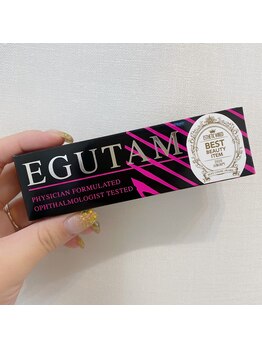 EGUTAM
PHYSICIAN FORMULATED
OPHTHALMOLOGIST TESTED
BEST
BEAUTY
ITEM